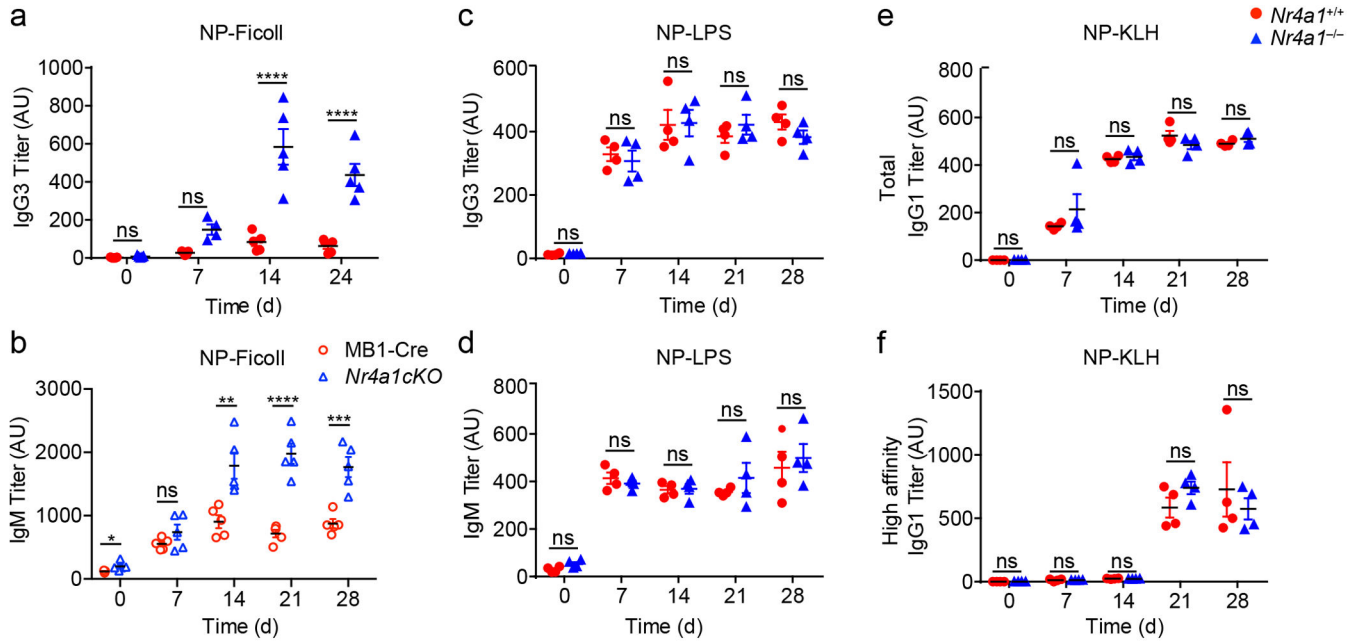 a
NP-Ficoll
IgG3 Titer (AU)
1000
800
600
400
200
0
ns
ns
****
****
0 7 14 24
Time (d)
b
NP-Ficoll
MB1-Cre
Nr4a1cKO
IgM Titer (AU)
3000
2000
1000
0
*
ns
**
****
***
0 7 14 21 28
Time (d)
c
NP-LPS
IgG3 Titer (AU)
600
400
200
0
ns
ns
ns
ns
ns
0 7 14 21 28
Time (d)
d
NP-LPS
IgM Titer (AU)
800
600
400
200
0
ns
ns
ns
ns
ns
0 7 14 21 28
Time (d)
e
NP-KLH
Nr4a1+/+
Nr4a1–/–
Total
IgG1 Titer (AU)
800
600
400
200
0
ns
ns
ns
ns
ns
0 7 14 21 28
Time (d)
f
NP-KLH
High affinity
IgG1 Titer (AU)
1500
1000
500
0
ns
ns
ns
ns
ns
0 7 14 21 28
Time (d)